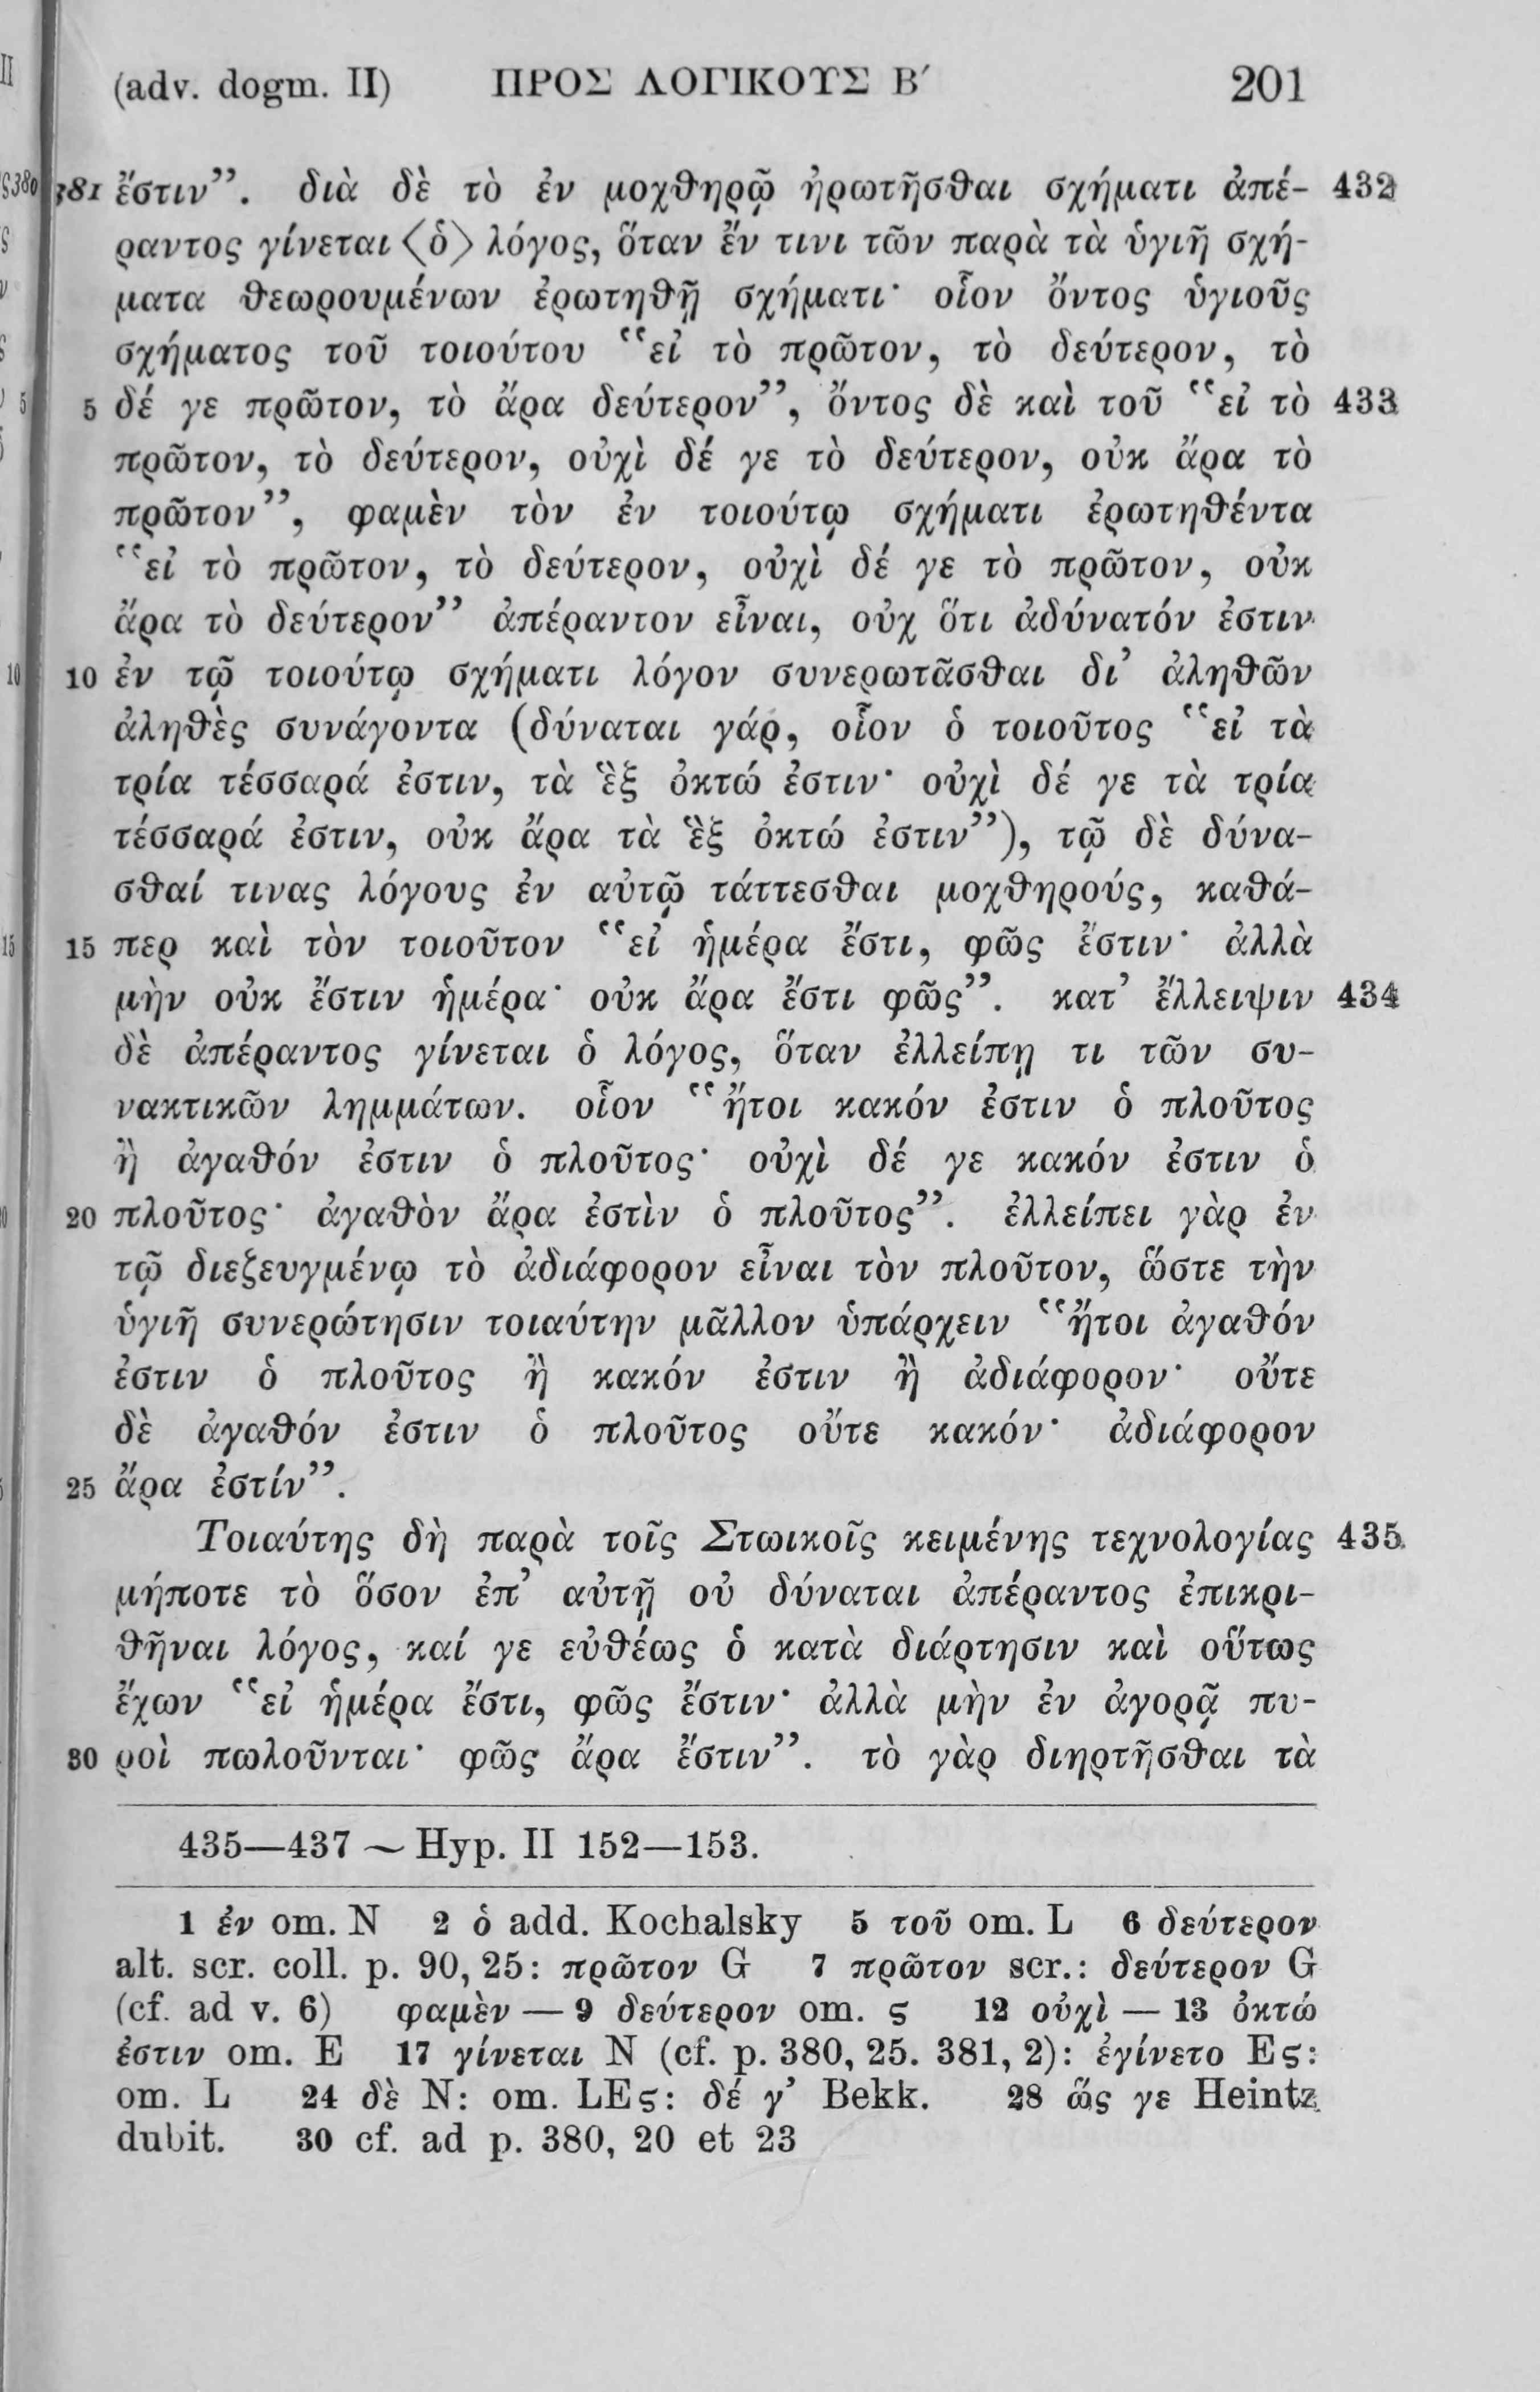 (adv. dogm. II) ΠΡΟΣ ΛΟΓΙΚΟΥΣ Β′ 201
381 ἔστιν”. διὰ δὲ τὸ ἐν μοχθηρῷ ἠρωτῆσθαι σχήματι ἀπέ- 432
ραντος γίνεται ⟨ὁ⟩ λόγος, ὅταν ἔν τινι τῶν παρὰ τὰ ὑγιῆ σχή-
ματα θεωρουμένων ἐρωτηθῇ σχήματι· οἷον ὄντος ὑγιοῦς
σχήματος τοῦ τοιούτου “εἰ τὸ πρῶτον, τὸ δεύτερον, τὸ
5 δέ γε πρῶτον, τὸ ἄρα δεύτερον”, ὄντος δὲ καὶ τοῦ “εἰ τὸ 433
πρῶτον, τὸ δεύτερον, οὐχὶ δέ γε τὸ δεύτερον, οὐκ ἄρα τὸ
πρῶτον”, φαμὲν τὸν ἐν τοιούτῳ σχήματι ἐρωτηθέντα
“εἰ τὸ πρῶτον, τὸ δεύτερον, οὐχὶ δέ γε τὸ πρῶτον, οὐκ
ἄρα τὸ δεύτερον” ἀπέραντον εἶναι, οὐχ ὅτι ἀδύνατόν ἐστιν
10 ἐν τῷ τοιούτῳ σχήματι λόγον συνερωτᾶσθαι δι’ ἀληθῶν
ἀληθὲς συνάγοντα (δύναται γάρ, οἷον ὁ τοιοῦτος “εἰ τὰ
τρία τέσσαρά ἐστιν, τὰ ἓξ ὀκτώ ἐστιν· οὐχὶ δέ γε τὰ τρία
τέσσαρά ἐστιν, οὐκ ἄρα τὰ ἓξ ὀκτώ ἐστιν”), τῷ δὲ δύνα-
σθαί τινας λόγους ἐν αὐτῷ τάττεσθαι μοχθηρούς, καθά-
15 περ καὶ τὸν τοιοῦτον “εἰ ἡμέρα ἔστι, φῶς ἔστιν· ἀλλὰ
μὴν οὐκ ἔστιν ἡμέρα· οὐκ ἄρα ἔστι φῶς”. κατ’ ἔλλειψιν 434
δὲ ἀπέραντος γίνεται ὁ λόγος, ὅταν ἐλλείπῃ τι τῶν συ-
νακτικῶν λημμάτων. οἷον “ἤτοι κακόν ἐστιν ὁ πλοῦτος
ἢ ἀγαθόν ἐστιν ὁ πλοῦτος· οὐχὶ δέ γε κακόν ἐστιν ὁ
20 πλοῦτος· ἀγαθὸν ἄρα ἐστὶν ὁ πλοῦτος”. ἐλλείπει γὰρ ἐν
τῷ διεζευγμένῳ τὸ ἀδιάφορον εἶναι τὸν πλοῦτον, ὥστε τὴν
ὑγιῆ συνερώτησιν τοιαύτην μᾶλλον ὑπάρχειν “ἤτοι ἀγαθόν
ἐστιν ὁ πλοῦτος ἢ κακόν ἐστιν ἢ ἀδιάφορον· οὔτε
δὲ ἀγαθόν ἐστιν ὁ πλοῦτος οὔτε κακόν· ἀδιάφορον
25 ἄρα ἐστίν”.
Τοιαύτης δὴ παρὰ τοῖς Στωικοῖς κειμένης τεχνολογίας 435
μήποτε τὸ ὅσον ἐπ’ αὐτῇ οὐ δύναται ἀπέραντος ἐπικρι-
θῆναι λόγος, καί γε εὐθέως ὁ κατὰ διάρτησιν καὶ οὕτως
ἔχων “εἰ ἡμέρα ἔστι, φῶς ἔστιν· ἀλλὰ μὴν ἐν ἀγορᾷ πυ-
30 ροὶ πωλοῦνται· φῶς ἄρα ἔστιν”. τὸ γὰρ διηρτῆσθαι τὰ
435—437 ~ Hyp. II 152—153.
1 ἐν om. N 2 ὁ add. Kochalsky 5 τοῦ om. L 6 δεύτερον
alt. scr. coll. p. 90, 25: πρῶτον G 7 πρῶτον scr.: δεύτερον G
(cf. ad v. 6) φαμὲν — 9 δεύτερον om. ς 12 οὐχὶ — 13 ὀκτώ
ἐστιν om. E 17 γίνεται N (cf. p. 380, 25. 381, 2): ἐγίνετο Eς:
om. L 24 δὲ N: om. LEς: δέ γ’ Bekk. 28 ὥς γε Heintz
dubit. 30 cf. ad p. 380, 20 et 23